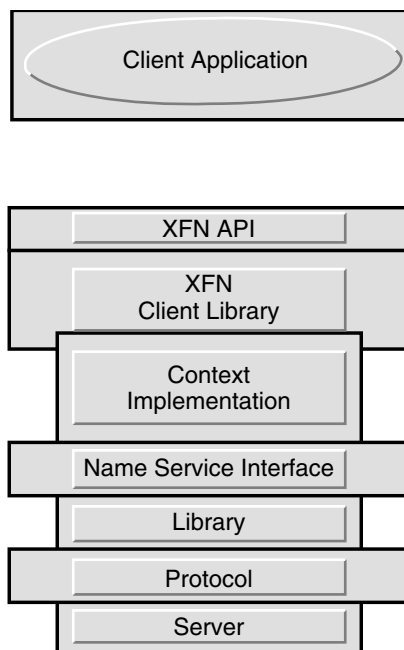 Client Application
XFN API
XFN
Client Library
Context
Implementation
Name Service Interface
Library
Protocol
Server